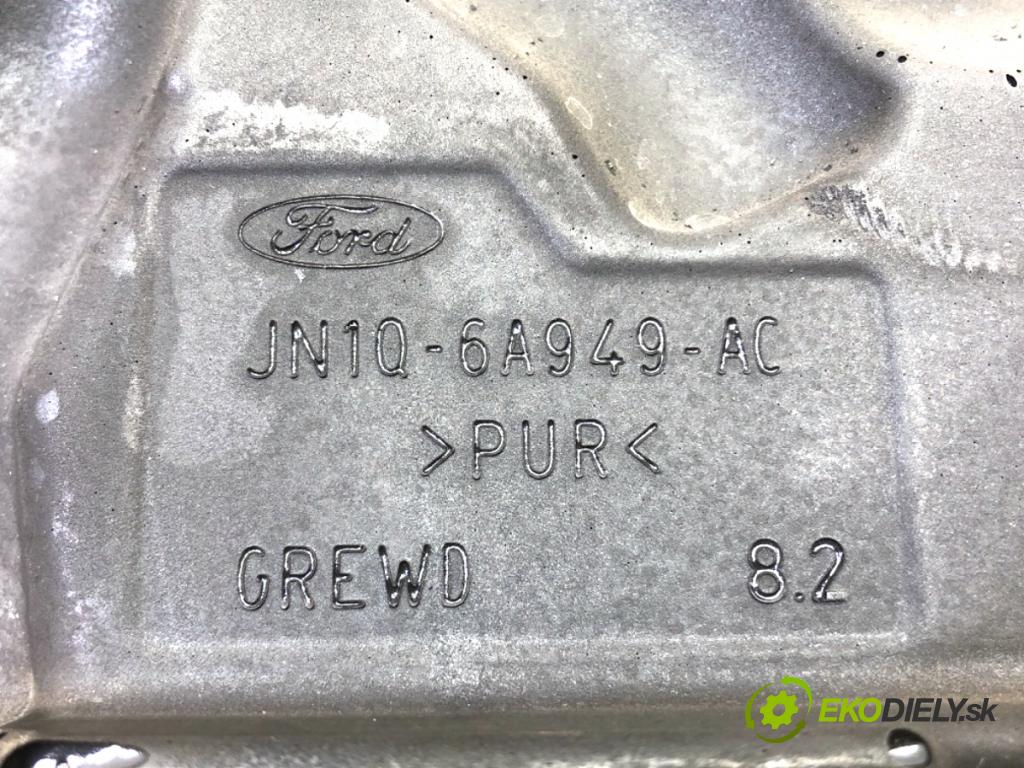 Ford
JN1Q-6A949-AC
>PUR<
GREWD 8.2
EKODIELY.sk